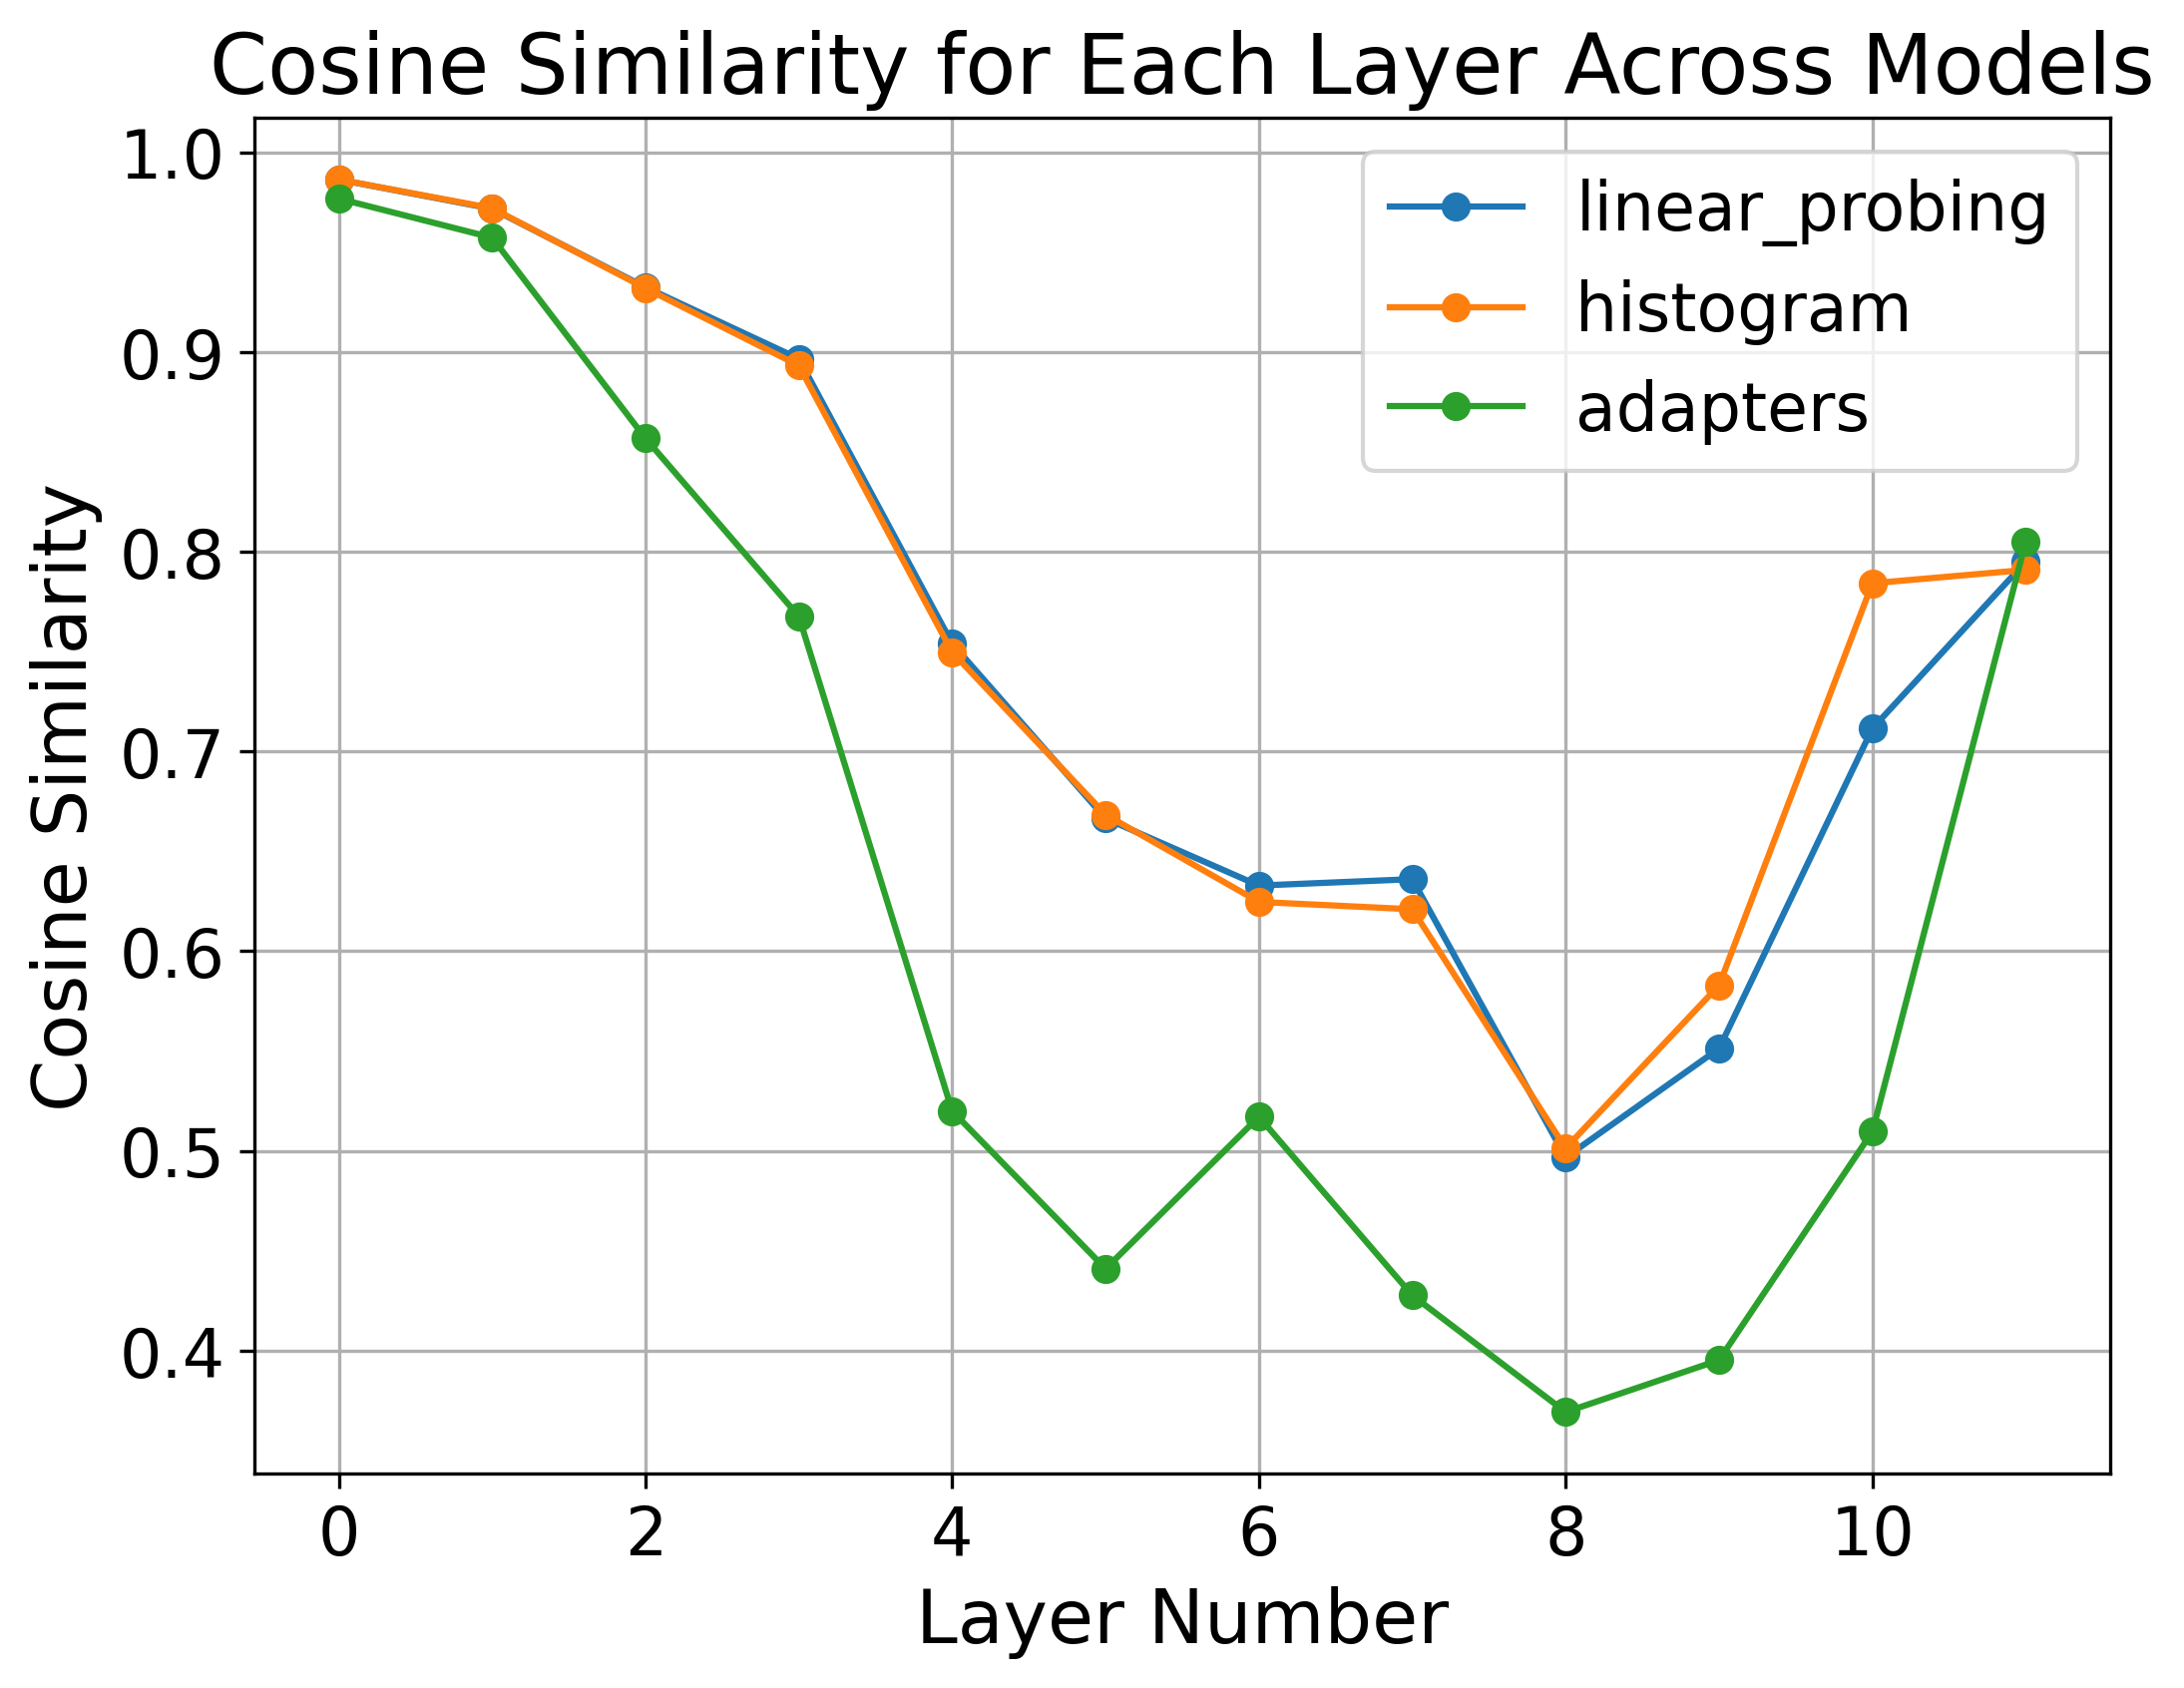 Cosine Similarity for Each Layer Across Models
1.0
0.9
0.8
0.7
0.6
0.5
0.4
Cosine Similarity
linear_probing
histogram
adapters
0 2 4 6 8 10
Layer Number